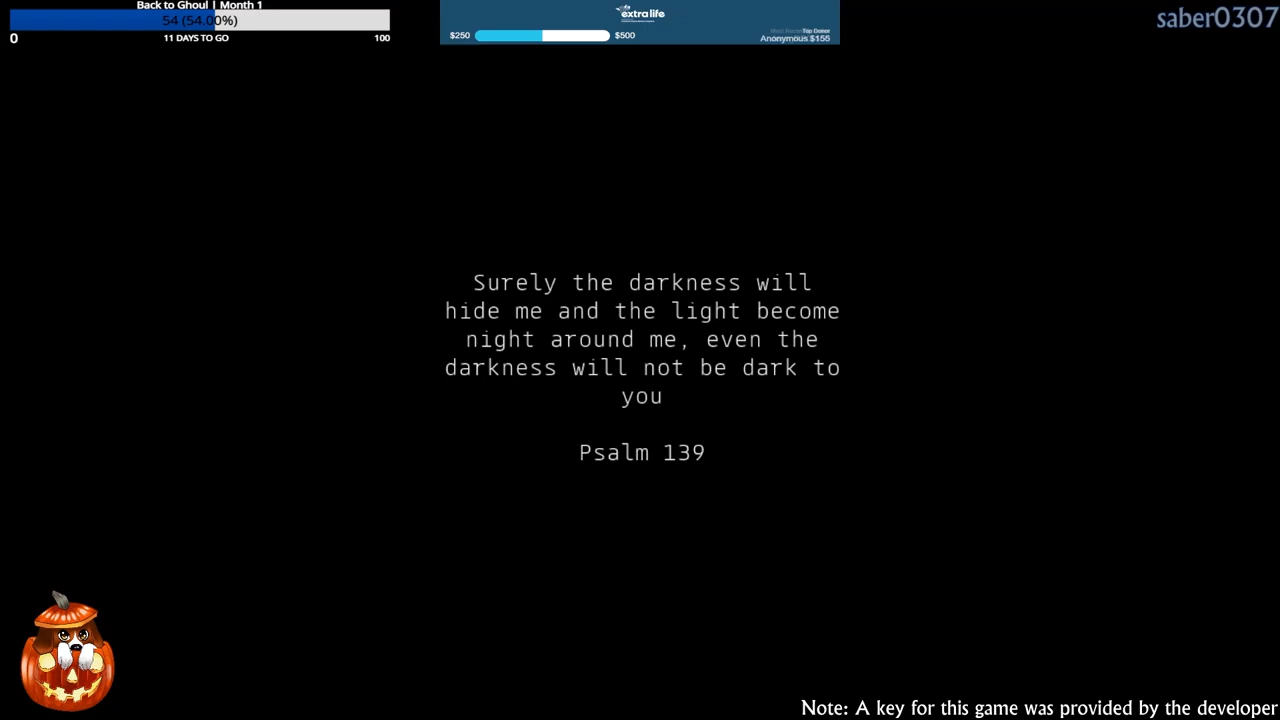 Back to Ghoul | Month 1
54 (54.00%)
0
11 DAYS TO GO
100
extra life
$250
$500
Top Donor
Anonymous $155
saber0307
Surely the darkness will
hide me and the light become
night around me, even the
darkness will not be dark to
you
Psalm 139
Note: A key for this game was provided by the developer